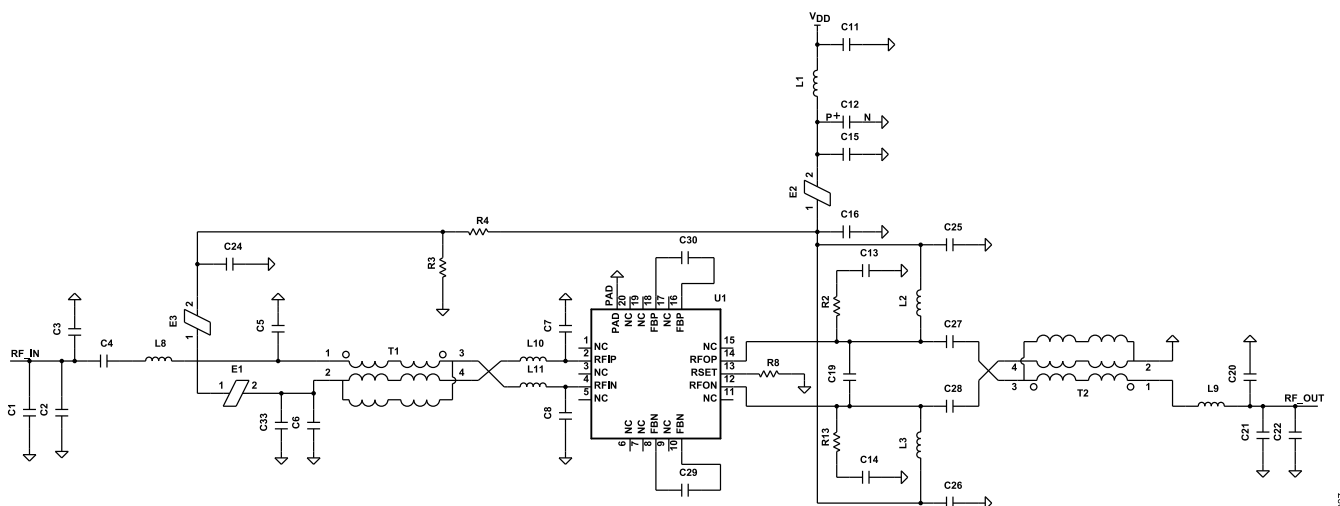 VDD
C11
L1
P+
C12
N
C15
2
E2
1
C16
R4
R3
C24
2
E3
1
C25
C13
R2
L2
C30
PAD
20
19
18
17
16
PAD
NC
NC
FBP
NC
FBP
U1
C3
C4
L8
C5
C7
RF_IN
C1
C2
E1
1
2
C33
C6
1
T1
3
2
4
L10
L11
C8
1
NC
2
RFIP
3
NC
4
RFIN
5
NC
NC
15
RFOP
14
RSET
13
RFON
12
NC
11
NC
NC
FBN
NC
FBN
6
7
8
9
10
C29
R8
C19
C27
C28
4
2
3
1
T2
C20
L9
RF_OUT
C21
C22
R13
C14
L3
C26